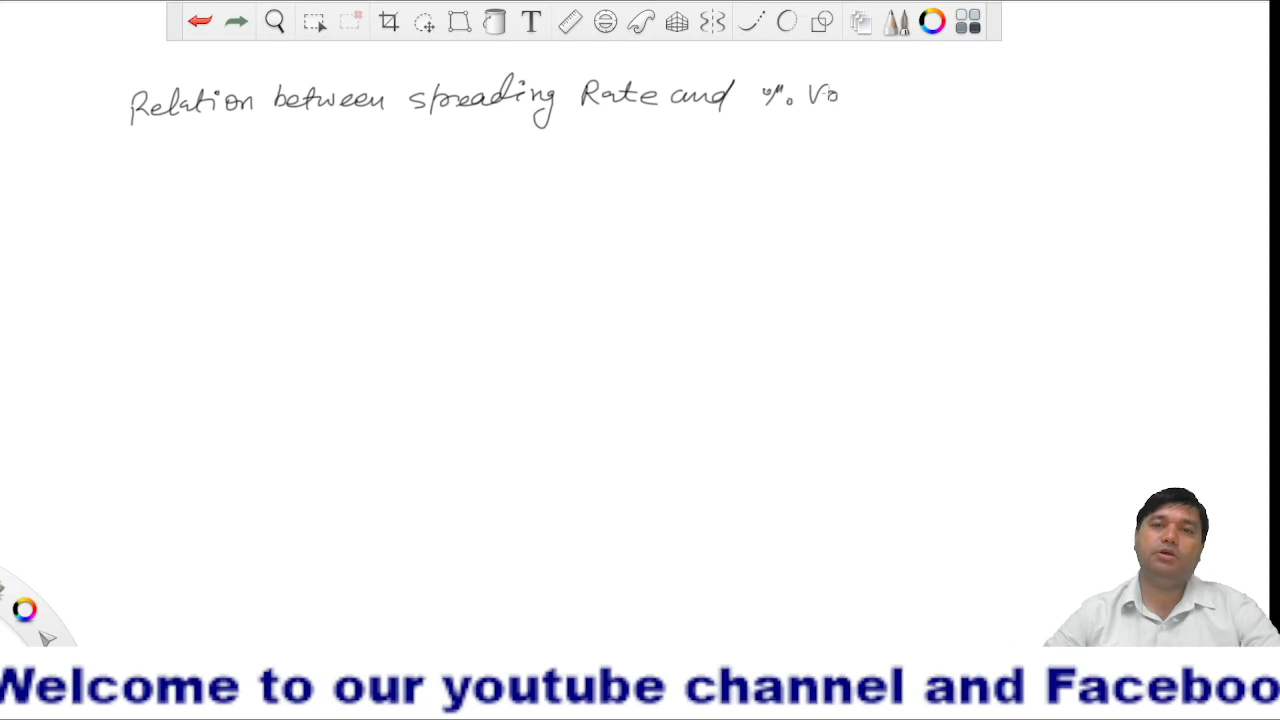 Relation between spreading Rate and %. Vo
Welcome to our youtube channel and Faceboo